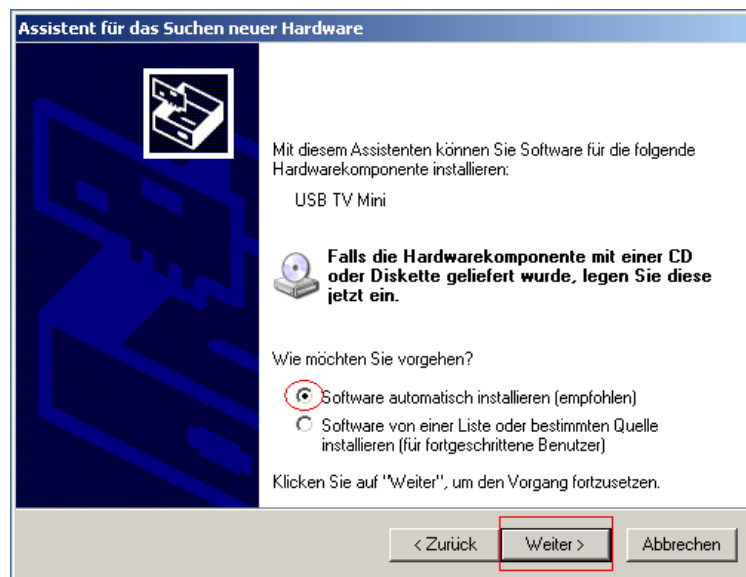 Assistent für das Suchen neuer Hardware
Mit diesem Assistenten können Sie Software für die folgende
Hardwarekomponente installieren:
USB TV Mini
Falls die Hardwarekomponente mit einer CD
oder Diskette geliefert wurde, legen Sie diese
jetzt ein.
Wie möchten Sie vorgehen?
Software automatisch installieren (empfohlen)
Software von einer Liste oder bestimmten Quelle
installieren (für fortgeschrittene Benutzer)
Klicken Sie auf "Weiter", um den Vorgang fortzusetzen.
< Zurück Weiter > Abbrechen